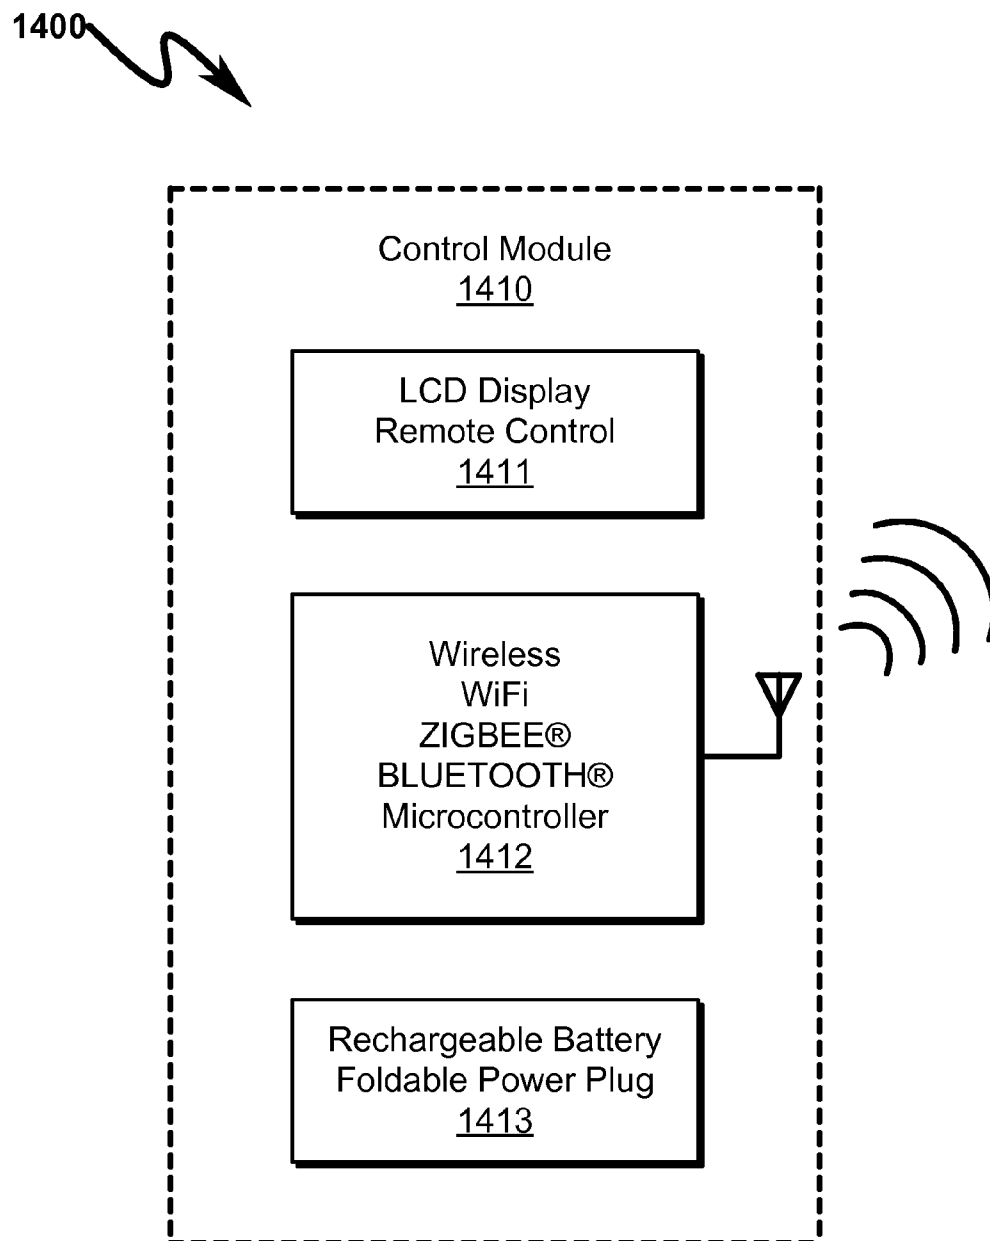 1400
Control Module
1410
LCD Display
Remote Control
1411
Wireless
WiFi
ZIGBEE®
BLUETOOTH®
Microcontroller
1412
Rechargeable Battery
Foldable Power Plug
1413